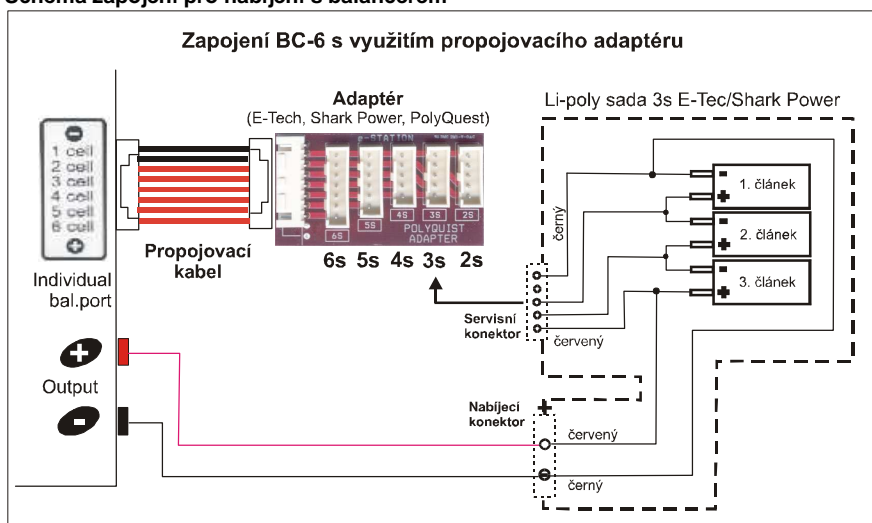 Schéma zapojení pro nabíjení s balancerem
Zapojení BC-6 s využitím propojovacího adaptéru
Adaptér
(E-Tech, Shark Power, PolyQuest)
Li-poly sada 3s E-Tec/Shark Power
1 cell
2 cell
3 cell
4 cell
5 cell
6 cell
Individual
bal.port
Propojovací
kabel
e-STATION
6S
5S
4S
3S
2S
POLYQUIST
ADAPTER
6s 5s 4s 3s 2s
černý
- 1. článek
+
- 2. článek
+
- 3. článek
+
Servisní
konektor
červený
+
Output
-
Nabíjecí
konektor
+
červený
černý